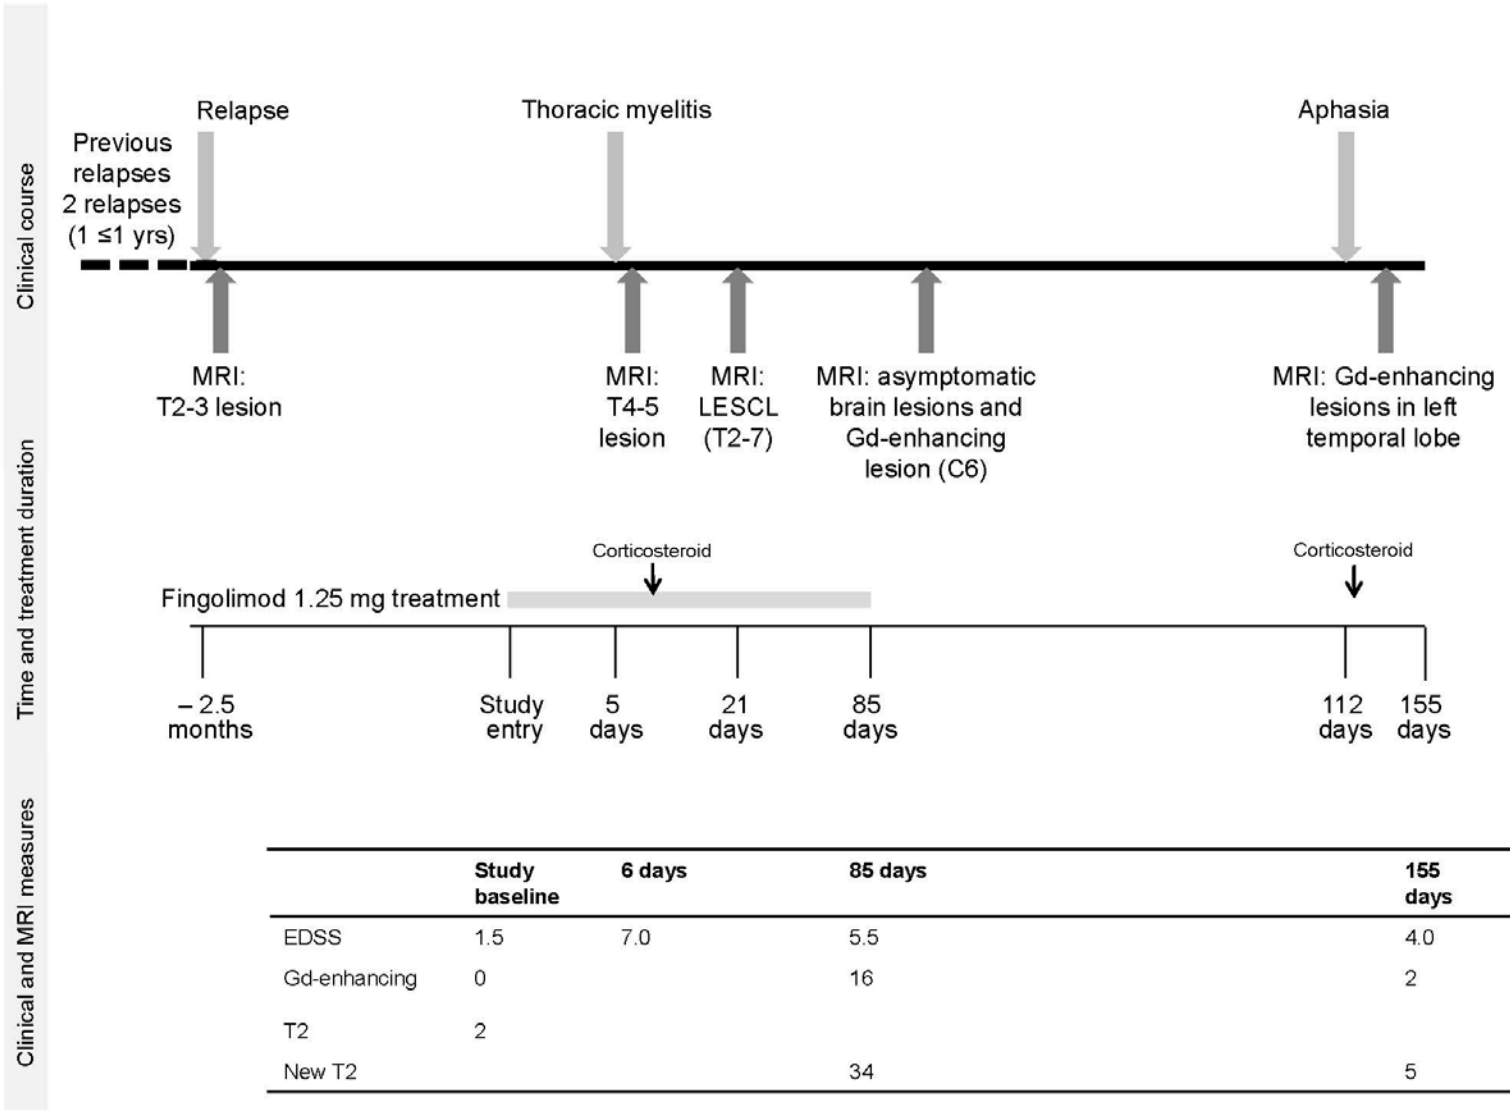 Clinical course
Relapse
Thoracic myelitis
Aphasia
Previous
relapses
2 relapses
(1 ≤1 yrs)
MRI:
T2-3 lesion
MRI:
T4-5
lesion
MRI:
LESCL
(T2-7)
MRI: asymptomatic
brain lesions and
Gd-enhancing
lesion (C6)
MRI: Gd-enhancing
lesions in left
temporal lobe
Time and treatment duration
Corticosteroid
Corticosteroid
Fingolimod 1.25 mg treatment
– 2.5
months
Study
entry
5
days
21
days
85
days
112
days
155
days
Clinical and MRI measures
Study
baseline
6 days
85 days
155
days
EDSS 1.5 7.0 5.5 4.0
Gd-enhancing 0 16 2
T2 2
New T2 34 5